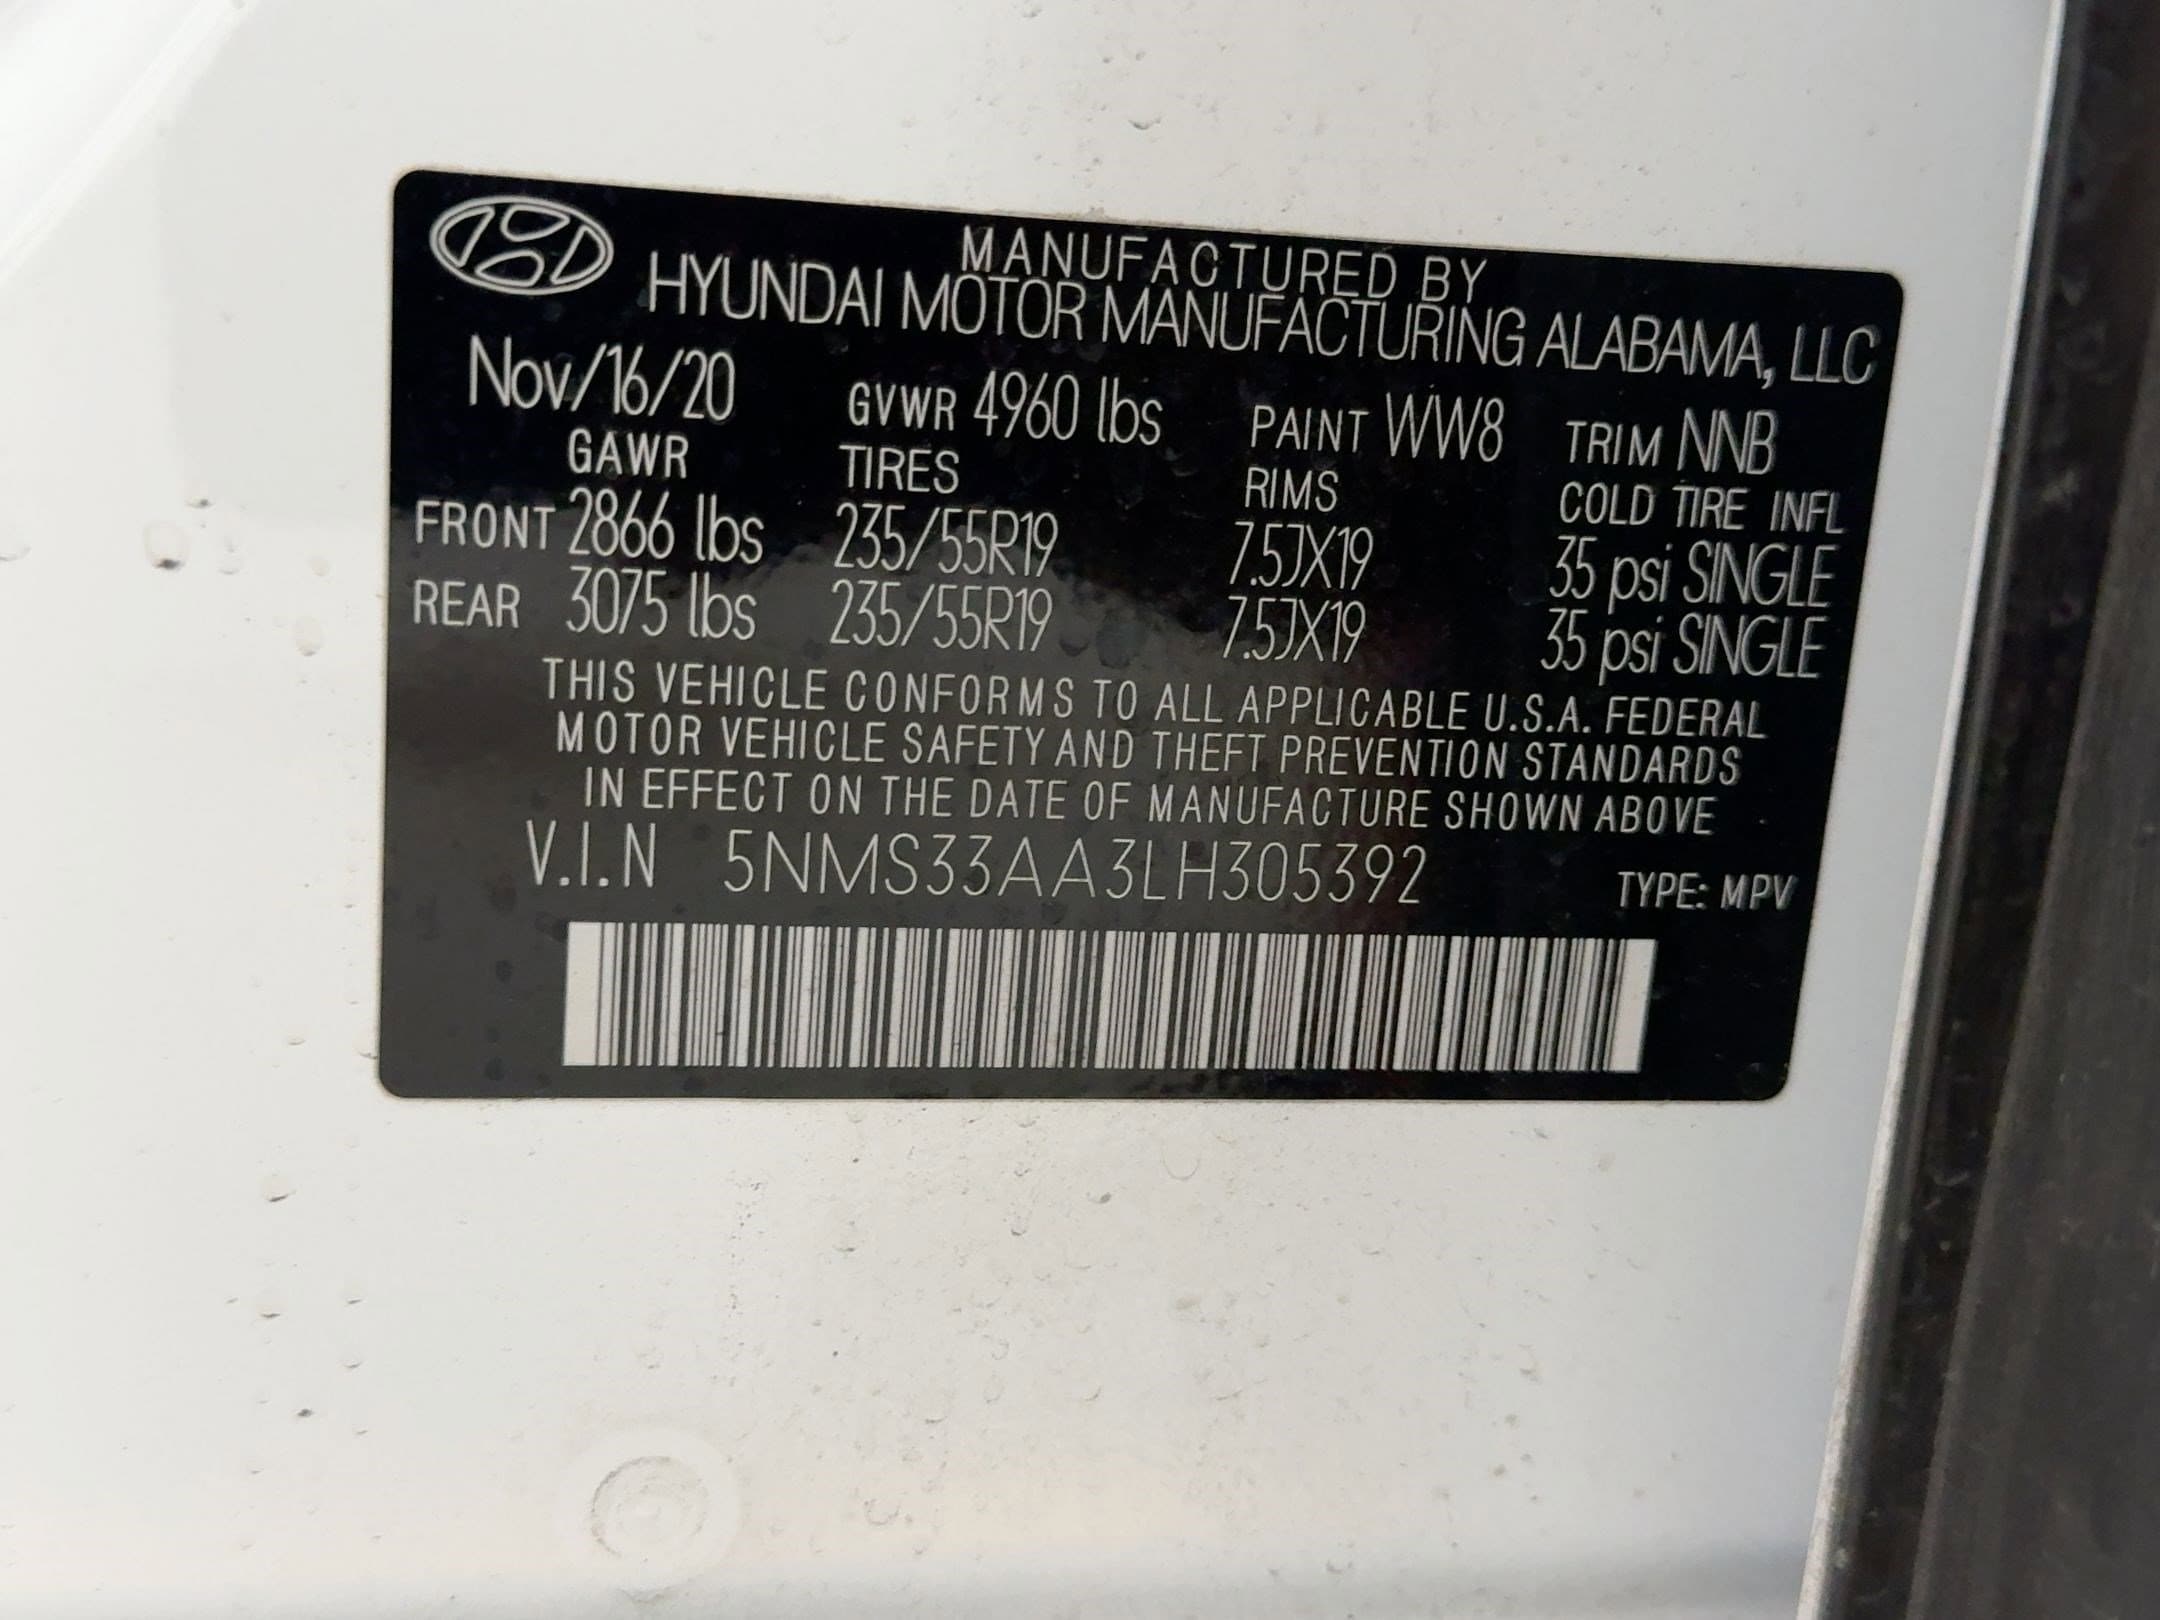 MANUFACTURED BY
HYUNDAI MOTOR MANUFACTURING ALABAMA, LLC
Nov/16/20 GVWR 4960 lbs PAINT WW8 TRIM NNB
GAWR TIRES RIMS COLD TIRE INFL
FRONT 2866 lbs 235/55R19 7.5JX19 35 psi SINGLE
REAR 3075 lbs 235/55R19 7.5JX19 35 psi SINGLE
THIS VEHICLE CONFORMS TO ALL APPLICABLE U.S.A. FEDERAL
MOTOR VEHICLE SAFETY AND THEFT PREVENTION STANDARDS
IN EFFECT ON THE DATE OF MANUFACTURE SHOWN ABOVE
V.I.N 5NMS33AA3LH305392 TYPE: MPV